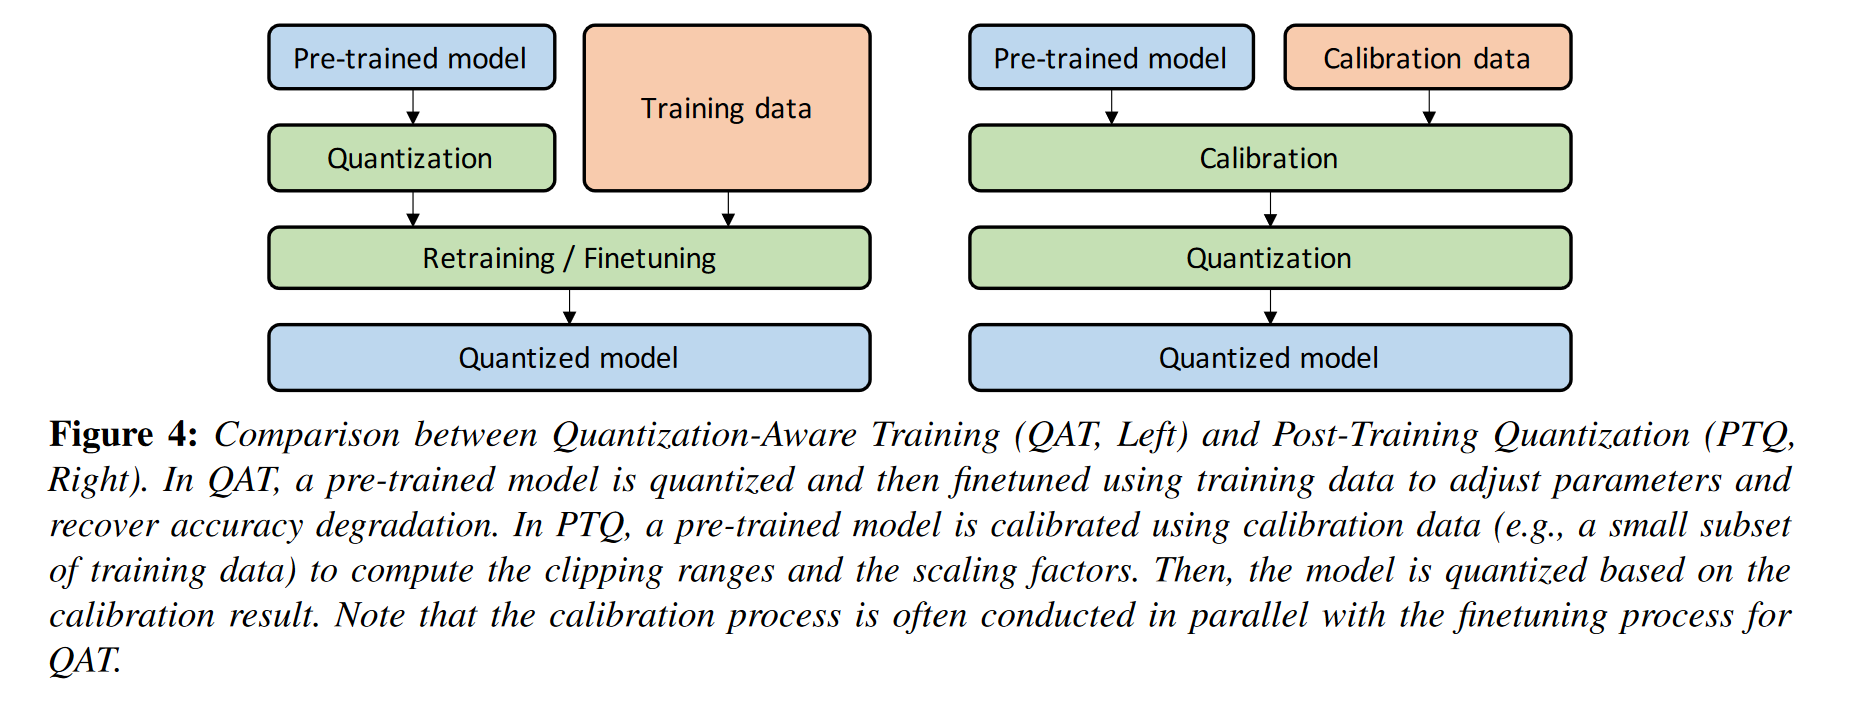 Pre-trained model
Training data
Quantization
Retraining / Finetuning
Quantized model
Pre-trained model
Calibration data
Calibration
Quantization
Quantized model
Figure 4: Comparison between Quantization-Aware Training (QAT, Left) and Post-Training Quantization (PTQ,
Right). In QAT, a pre-trained model is quantized and then finetuned using training data to adjust parameters and
recover accuracy degradation. In PTQ, a pre-trained model is calibrated using calibration data (e.g., a small subset
of training data) to compute the clipping ranges and the scaling factors. Then, the model is quantized based on the
calibration result. Note that the calibration process is often conducted in parallel with the finetuning process for
QAT.